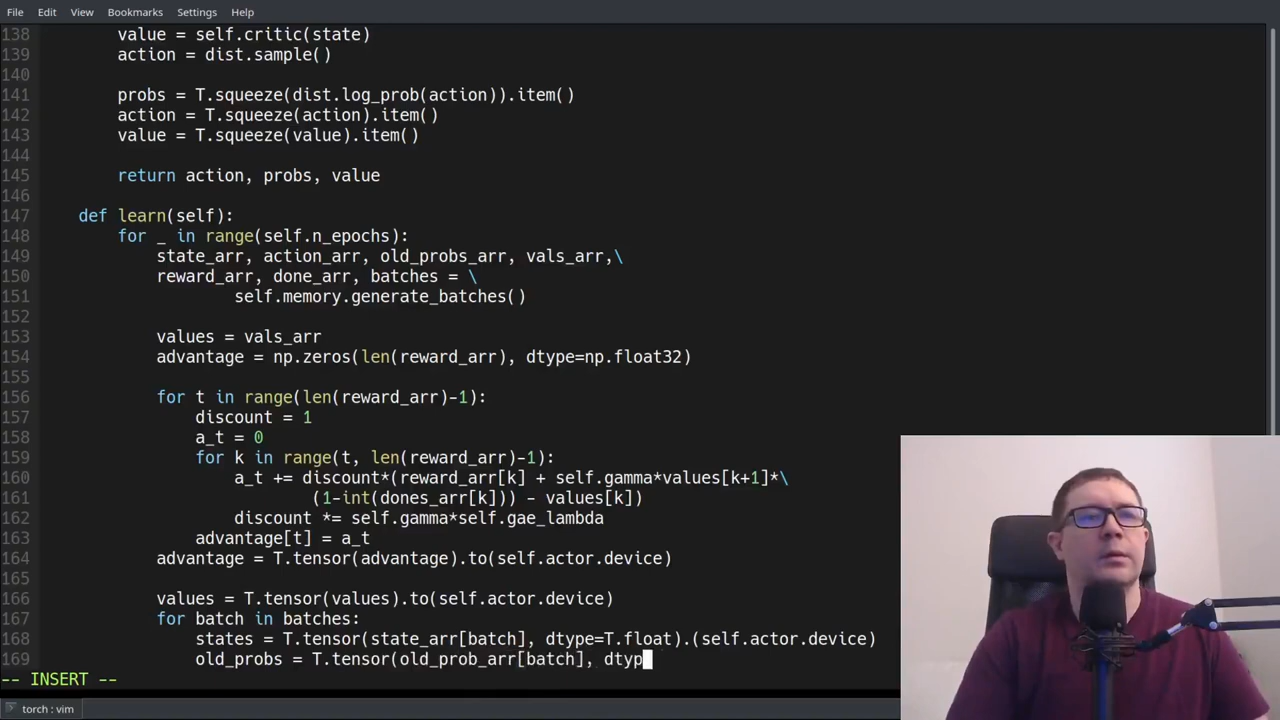 File Edit View Bookmarks Settings Help
138 value = self.critic(state)
139 action = dist.sample()
140
141 probs = T.squeeze(dist.log_prob(action)).item()
142 action = T.squeeze(action).item()
143 value = T.squeeze(value).item()
144
145 return action, probs, value
146
147 def learn(self):
148 for _ in range(self.n_epochs):
149 state_arr, action_arr, old_probs_arr, vals_arr,\
150 reward_arr, done_arr, batches = \
151 self.memory.generate_batches()
152
153 values = vals_arr
154 advantage = np.zeros(len(reward_arr), dtype=np.float32)
155
156 for t in range(len(reward_arr)-1):
157 discount = 1
158 a_t = 0
159 for k in range(t, len(reward_arr)-1):
160 a_t += discount*(reward_arr[k] + self.gamma*values[k+1]*\
161 (1-int(dones_arr[k])) - values[k])
162 discount *= self.gamma*self.gae_lambda
163 advantage[t] = a_t
164 advantage = T.tensor(advantage).to(self.actor.device)
165
166 values = T.tensor(values).to(self.actor.device)
167 for batch in batches:
168 states = T.tensor(state_arr[batch], dtype=T.float).(self.actor.device)
169 old_probs = T.tensor(old_prob_arr[batch], dtyp
-- INSERT --
torch : vim